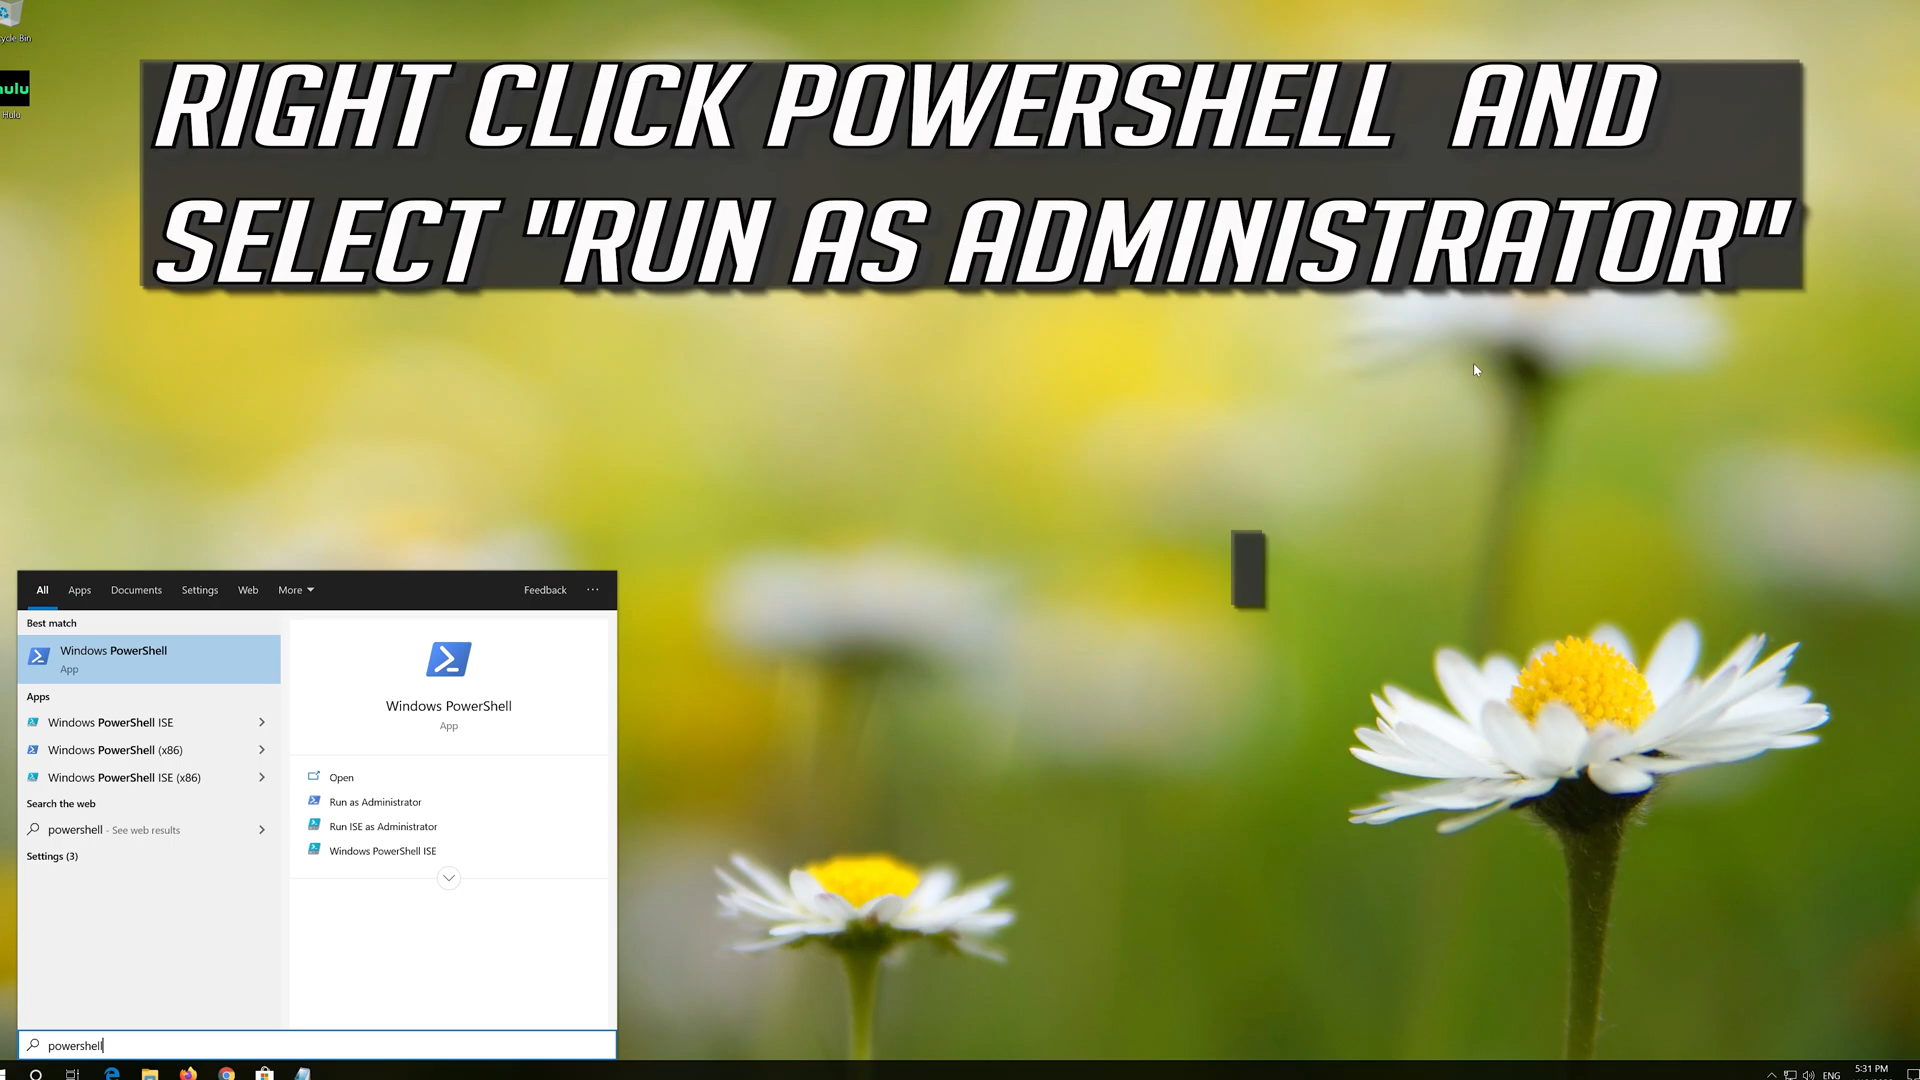 cycle Bin
hulu
Hulu
RIGHT CLICK POWERSHELL AND
SELECT "RUN AS ADMINISTRATOR"
All Apps Documents Settings Web More Feedback ...
Best match
Windows PowerShell
App
Apps
Windows PowerShell ISE
Windows PowerShell (x86)
Windows PowerShell ISE (x86)
Search the web
powershell - See web results
Settings (3)
Windows PowerShell
App
Open
Run as Administrator
Run ISE as Administrator
Windows PowerShell ISE
powershell
ENG
5:31 PM